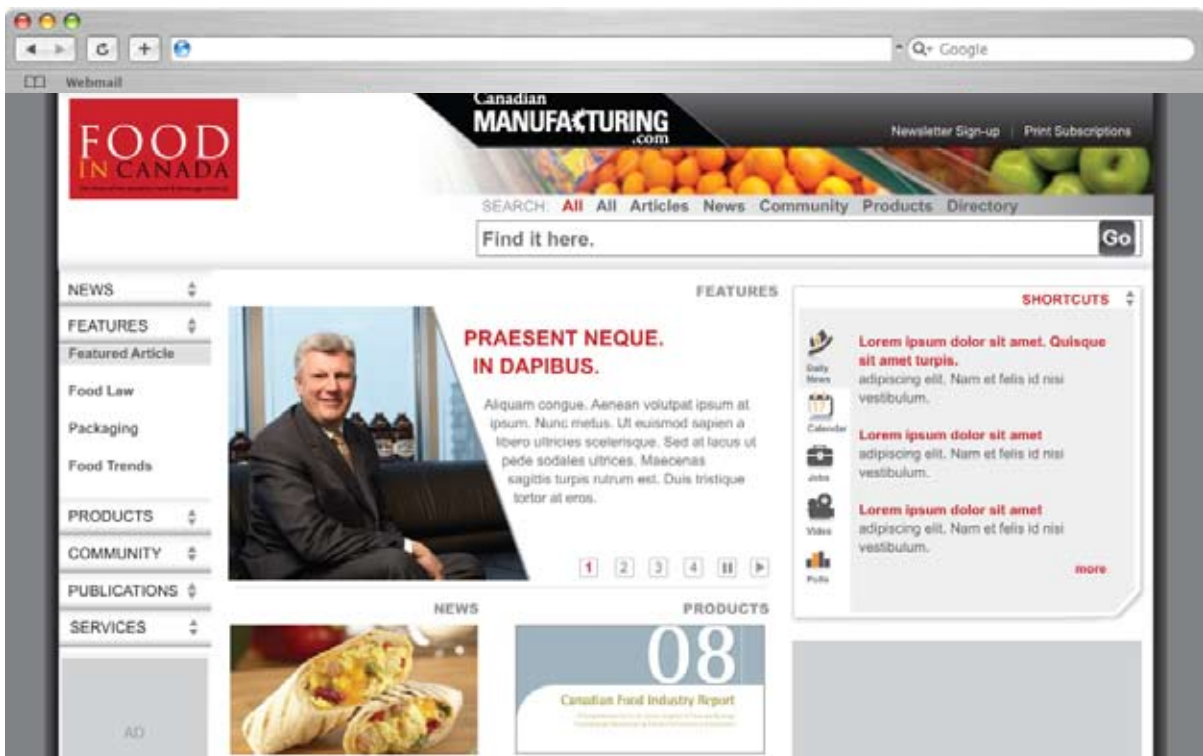 Google
Webmail
FOOD
IN CANADA
Canadian
MANUFACTURING
.com
Newsletter Sign-up | Print Subscriptions
SEARCH: All All Articles News Community Products Directory
Find it here.
Go
NEWS
FEATURES
Featured Article
Food Law
Packaging
Food Trends
PRODUCTS
COMMUNITY
PUBLICATIONS
SERVICES
AD
FEATURES
PRAESENT NEQUE.
IN DAPIBUS.
Aliquam congue. Aenean volutpat ipsum at
ipsum. Nunc metus. Ut euismod sapien a
libero ultricies scelerisque. Sed at lacus ut
pede sodales ultrices. Maecenas
sagittis turpis rutrum est. Duis tristique
tortor at eros.
1 2 3 4
NEWS
PRODUCTS
08
Canadian Food Industry Report
SHORTCUTS
Daily
News
17
Calendar
Jobs
Video
Polls
Lorem ipsum dolor sit amet. Quisque
sit amet turpis.
adipiscing elit. Nam et felis id nisi
vestibulum.
Lorem ipsum dolor sit amet
adipiscing elit. Nam et felis id nisi
vestibulum.
Lorem ipsum dolor sit amet
adipiscing elit. Nam et felis id nisi
vestibulum.
more